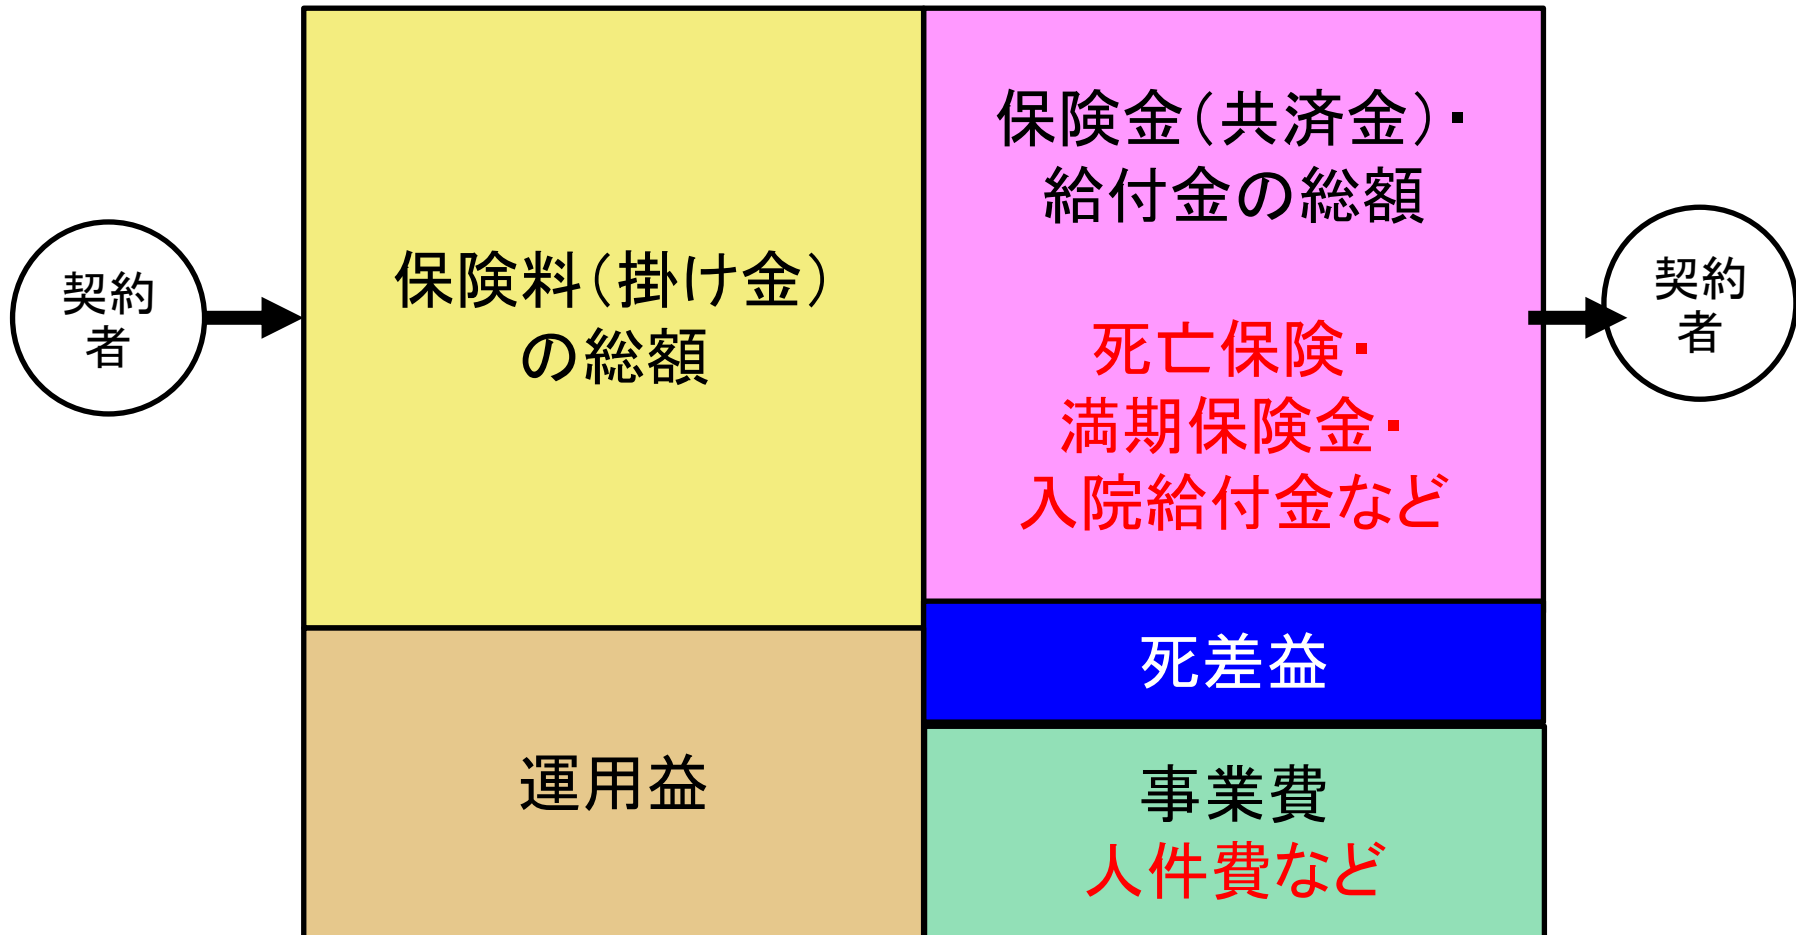 契約
者
保険料（掛け金）
の総額
運用益
保険金（共済金）・
給付金の総額
死亡保険・
満期保険金・
入院給付金など
死差益
事業費
人件費など
契約
者